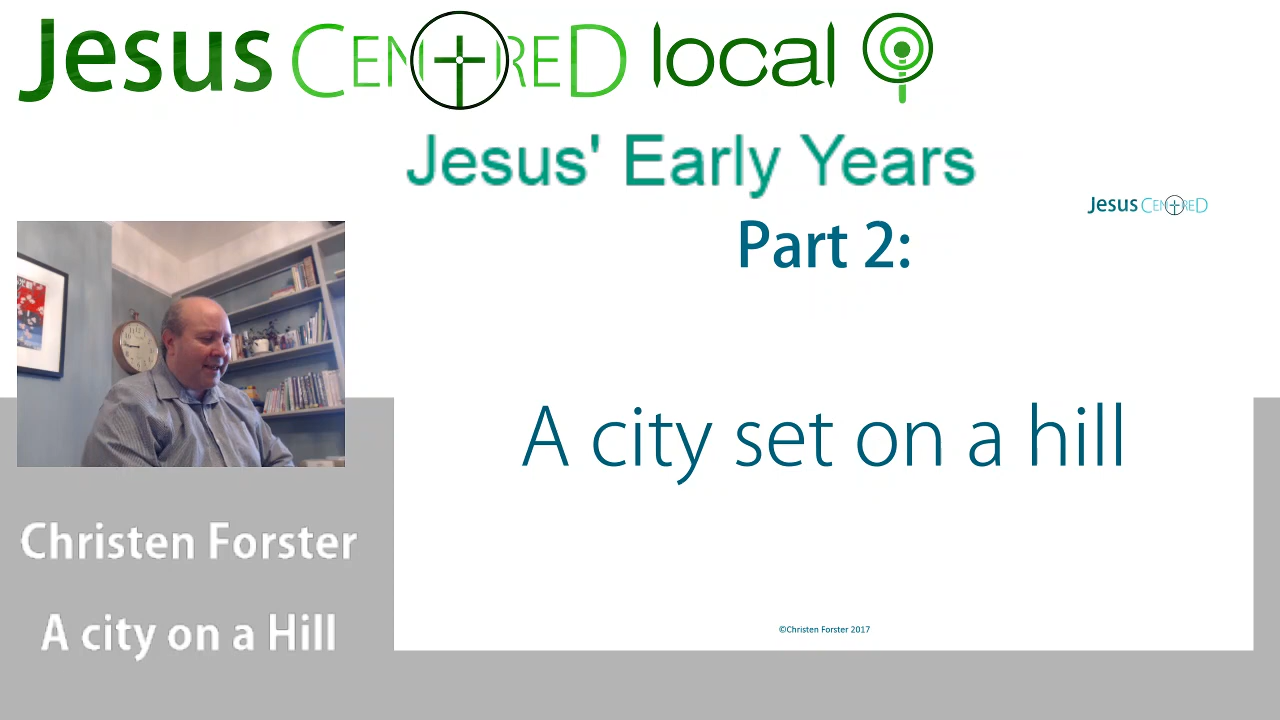 Jesus CENTRED local
Jesus' Early Years
Jesus CENTRED
Part 2:
A city set on a hill
Christen Forster
A city on a Hill
©Christen Forster 2017